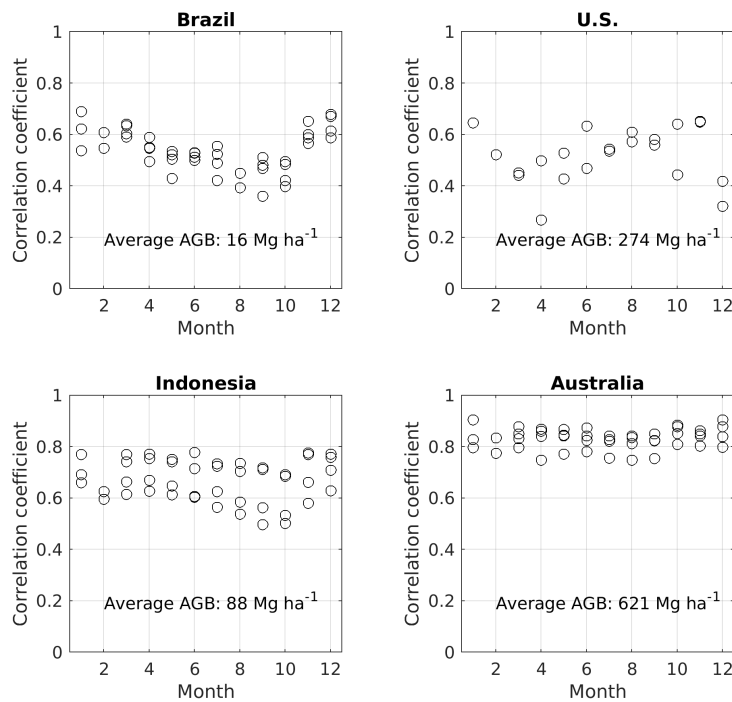 Brazil
1
0.8
0.6
0.4
0.2
0
Correlation coefficient
Average AGB: 16 Mg ha-1
2 4 6 8 10 12
Month
U.S.
1
0.8
0.6
0.4
0.2
0
Correlation coefficient
Average AGB: 274 Mg ha-1
2 4 6 8 10 12
Month
Indonesia
1
0.8
0.6
0.4
0.2
0
Correlation coefficient
Average AGB: 88 Mg ha-1
2 4 6 8 10 12
Month
Australia
1
0.8
0.6
0.4
0.2
0
Correlation coefficient
Average AGB: 621 Mg ha-1
2 4 6 8 10 12
Month